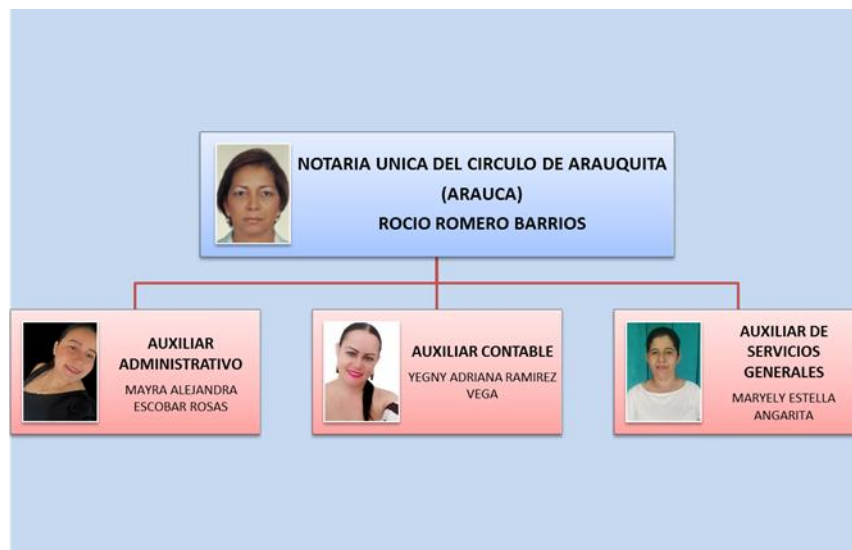 NOTARIA UNICA DEL CIRCULO DE ARAUQUITA
(ARAUCA)
ROCIO ROMERO BARRIOS
AUXILIAR
ADMINISTRATIVO
MAYRA ALEJANDRA
ESCOBAR ROSAS
AUXILIAR CONTABLE
YEGNY ADRIANA RAMIREZ
VEGA
AUXILIAR DE
SERVICIOS
GENERALES
MARYELY ESTELLA
ANGARITA